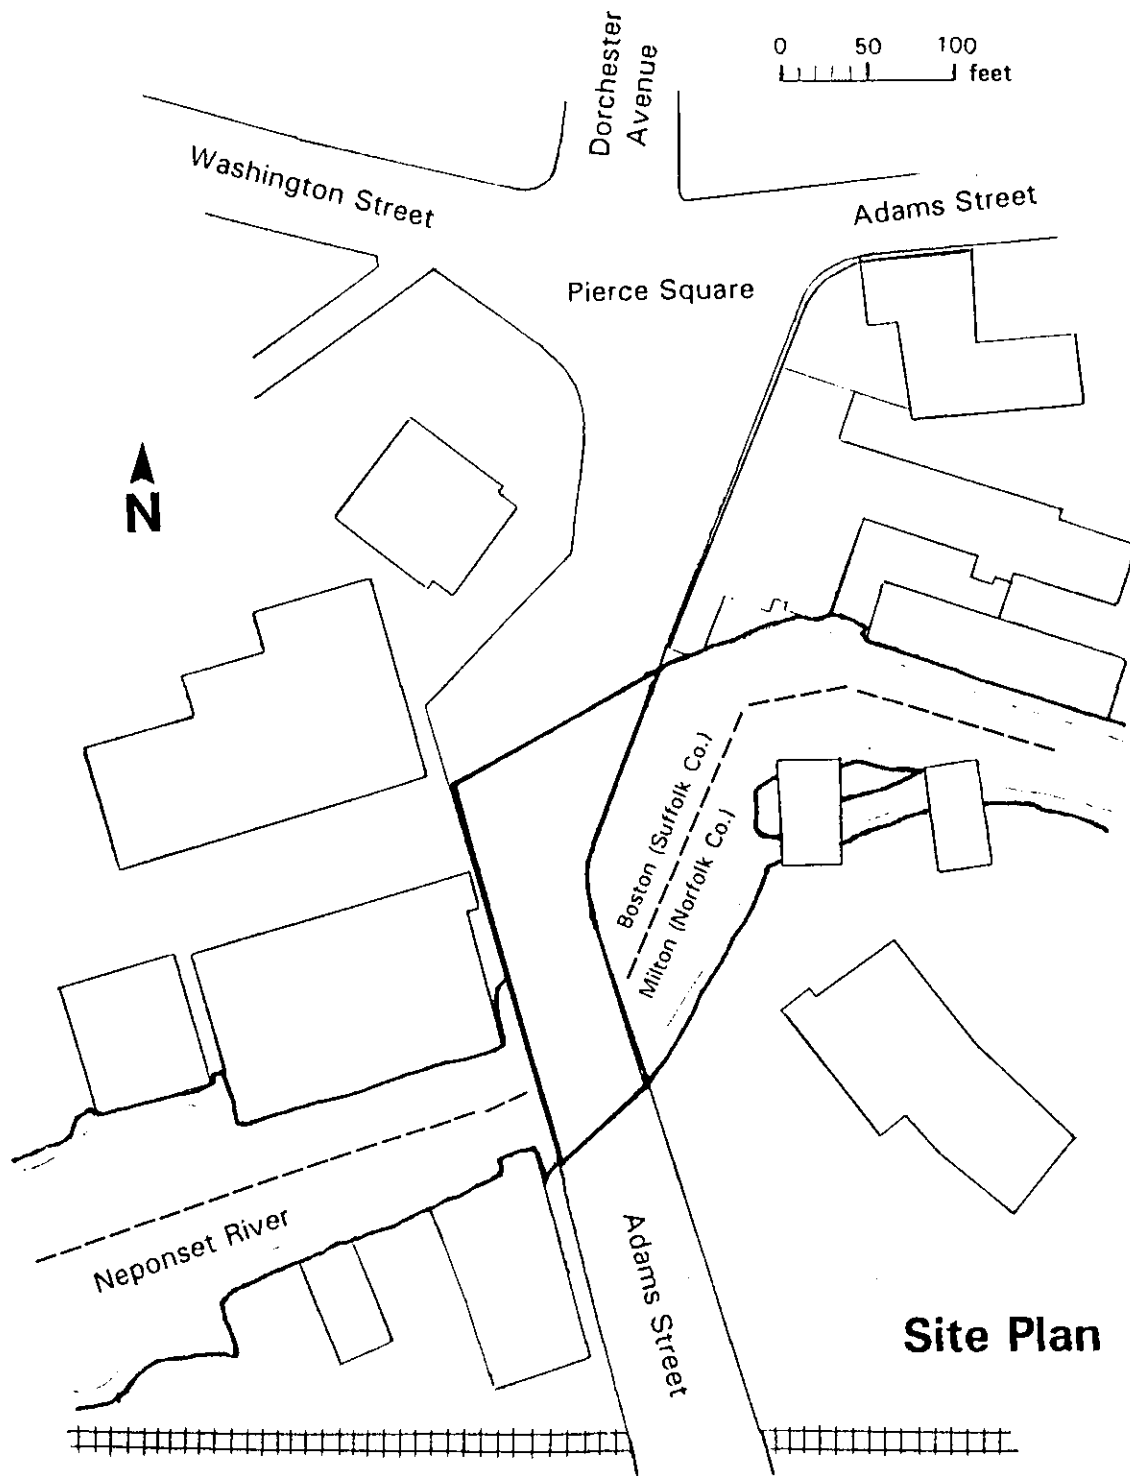 0 50 100
feet
Dorchester
Avenue
Washington Street
Adams Street
Pierce Square
N
Boston (Suffolk Co.)
Milton (Norfolk Co.)
Neponset River
Adams Street
Site Plan